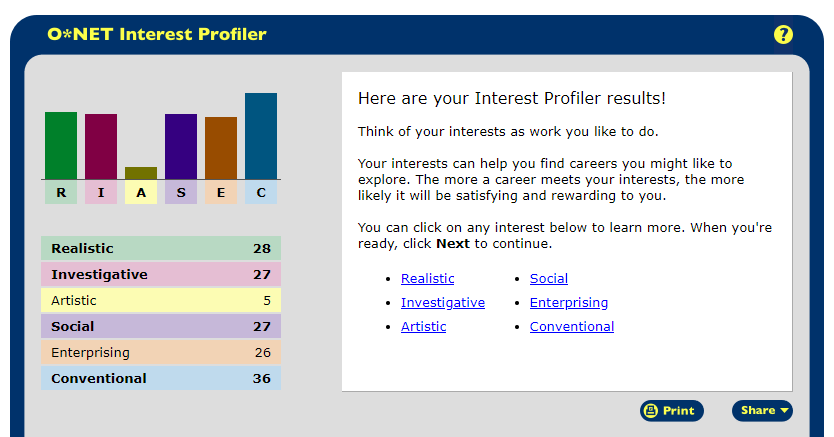 O*NET Interest Profiler
?
R I A S E C
Realistic 28
Investigative 27
Artistic 5
Social 27
Enterprising 26
Conventional 36
Here are your Interest Profiler results!
Think of your interests as work you like to do.
Your interests can help you find careers you might like to
explore. The more a career meets your interests, the more
likely it will be satisfying and rewarding to you.
You can click on any interest below to learn more. When you're
ready, click Next to continue.
• Realistic
• Investigative
• Artistic
• Social
• Enterprising
• Conventional
Print
Share